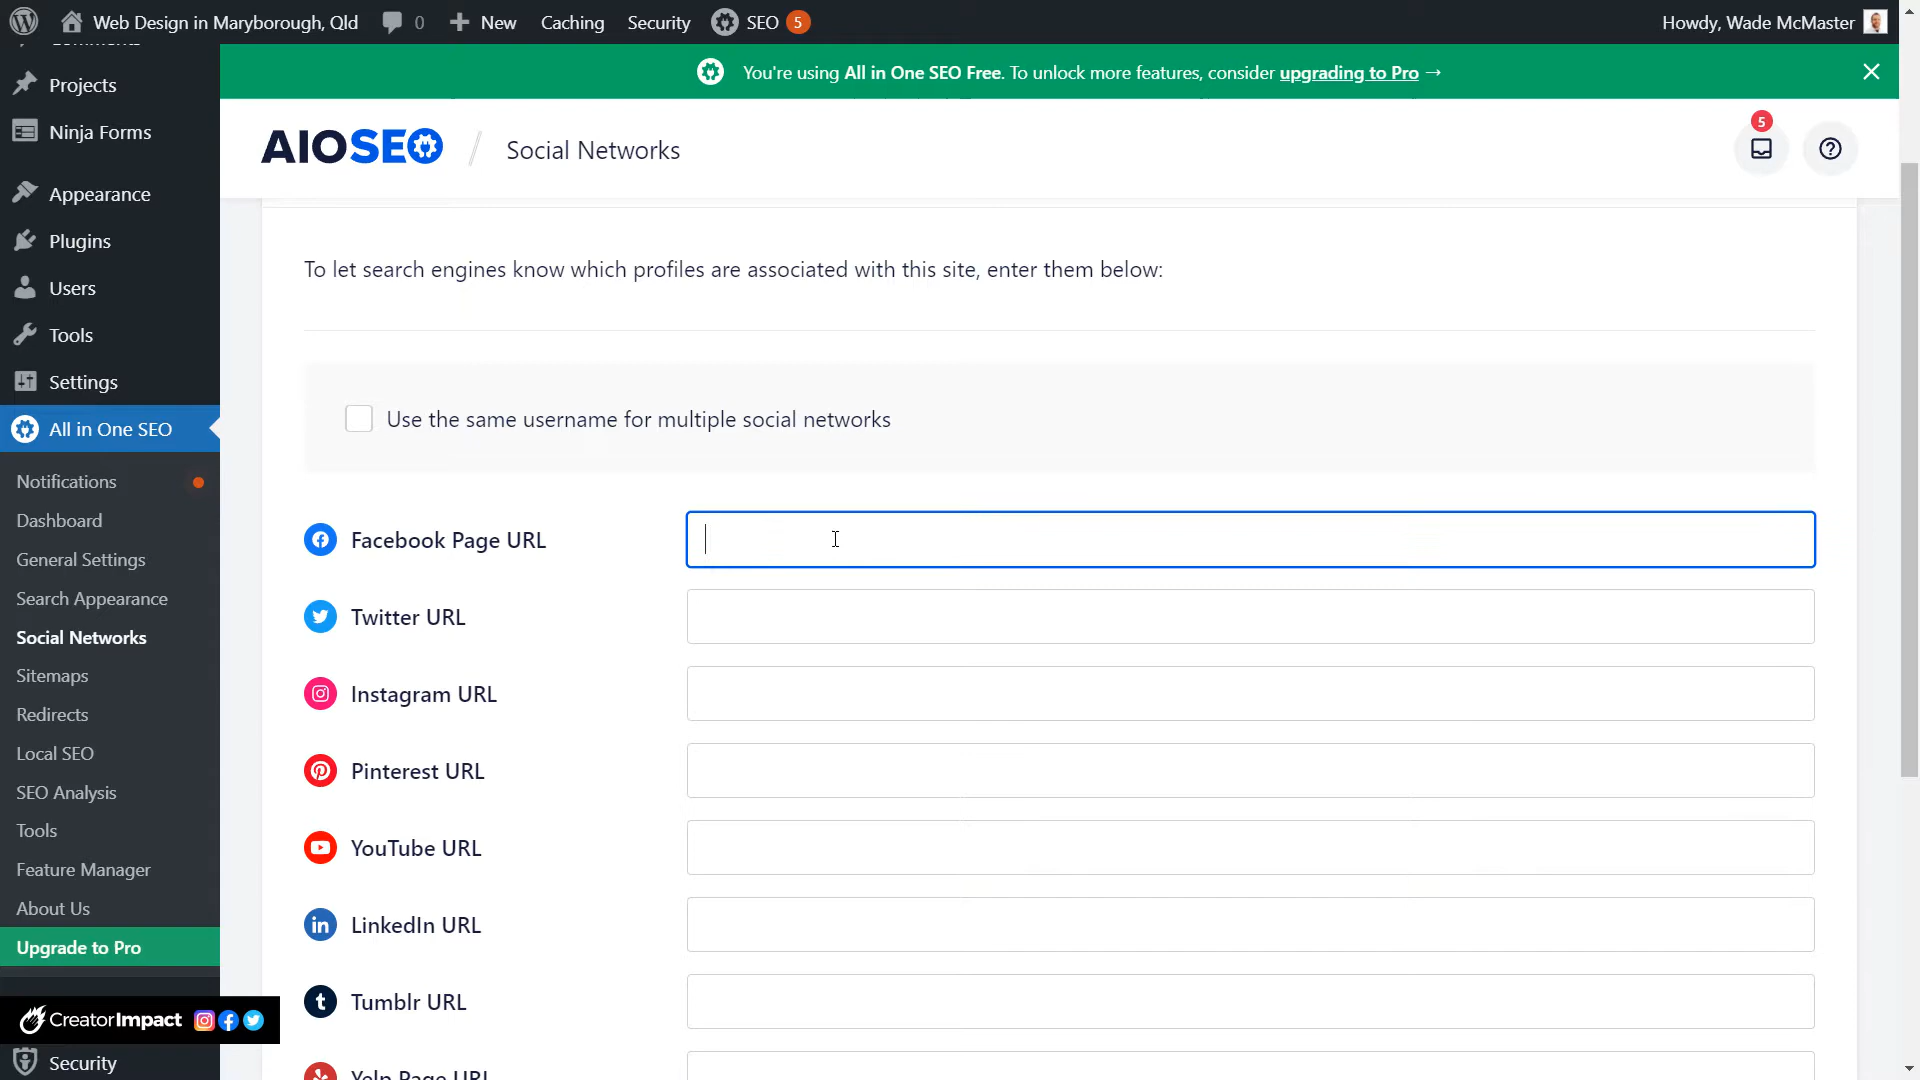 Web Design in Maryborough, Qld 0 New Caching Security SEO 5 Howdy, Wade McMaster
Projects
Ninja Forms
Appearance
Plugins
Users
Tools
Settings
All in One SEO
Notifications
Dashboard
General Settings
Search Appearance
Social Networks
Sitemaps
Redirects
Local SEO
SEO Analysis
Tools
Feature Manager
About Us
Upgrade to Pro
CreatorImpact
Security
You're using All in One SEO Free. To unlock more features, consider upgrading to Pro →
AIOSEO / Social Networks
5
To let search engines know which profiles are associated with this site, enter them below:
Use the same username for multiple social networks
Facebook Page URL
Twitter URL
Instagram URL
Pinterest URL
YouTube URL
LinkedIn URL
Tumblr URL
Yelp Page URL